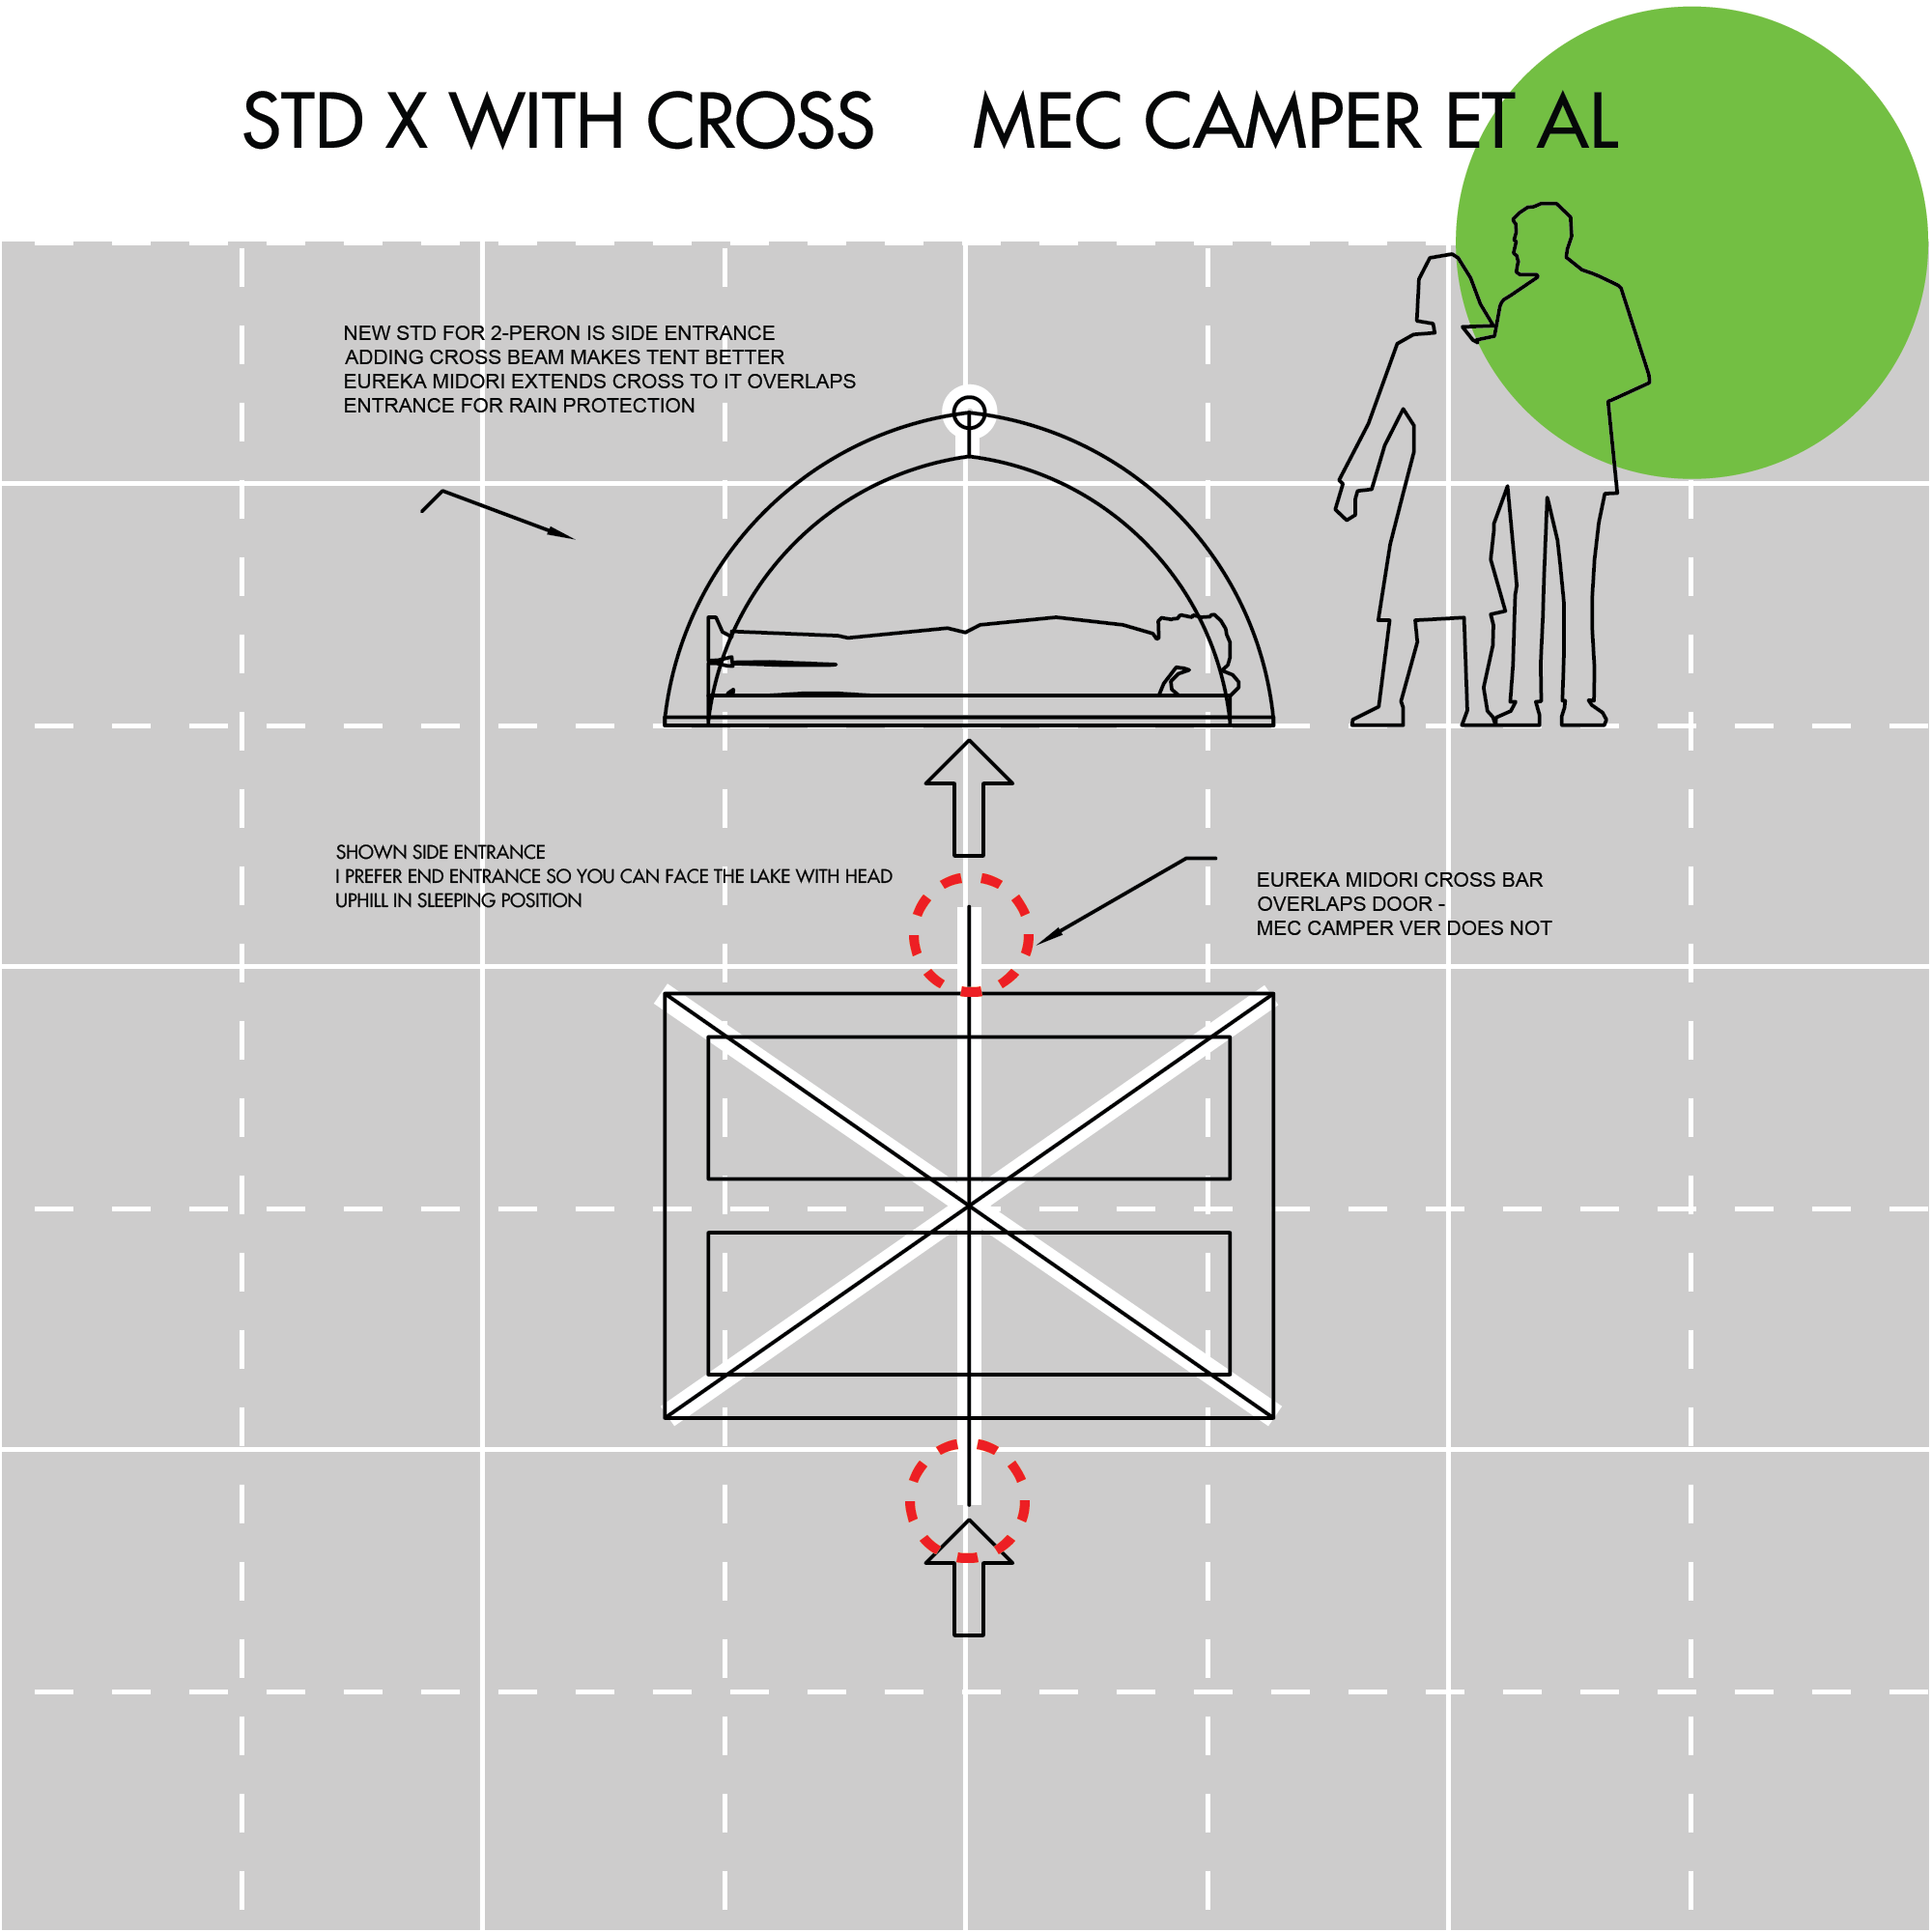 STD X WITH CROSS MEC CAMPER ET AL
NEW STD FOR 2-PERON IS SIDE ENTRANCE
ADDING CROSS BEAM MAKES TENT BETTER
EUREKA MIDORI EXTENDS CROSS TO IT OVERLAPS
ENTRANCE FOR RAIN PROTECTION
SHOWN SIDE ENTRANCE
I PREFER END ENTRANCE SO YOU CAN FACE THE LAKE WITH HEAD
UPHILL IN SLEEPING POSITION
EUREKA MIDORI CROSS BAR
OVERLAPS DOOR -
MEC CAMPER VER DOES NOT